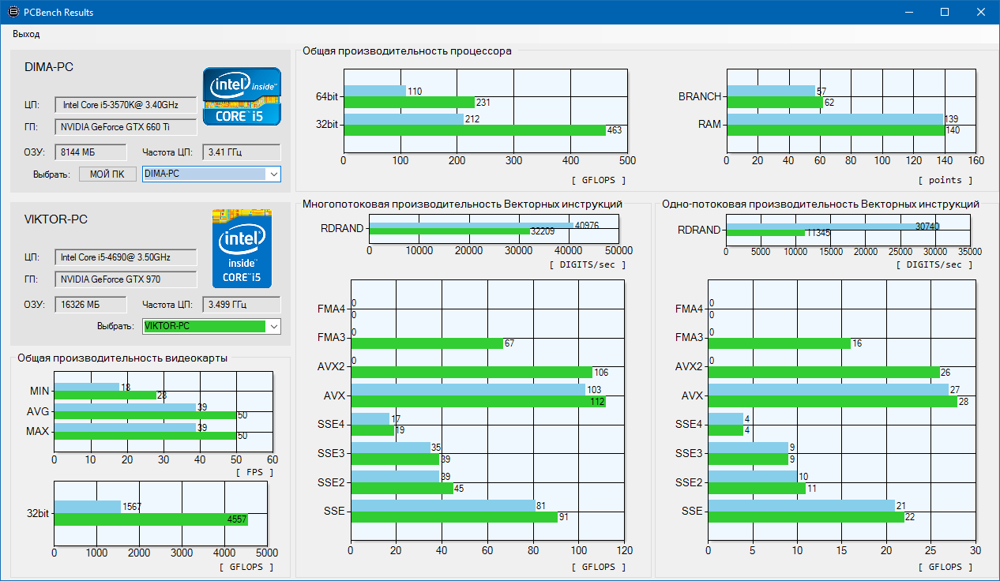 PCBench Results
Выход
DIMA-PC
intel inside™
CORE™ i5
ЦП: Intel Core i5-3570K@ 3.40GHz
ГП: NVIDIA GeForce GTX 660 Ti
ОЗУ: 8144 МБ Частота ЦП: 3.41 ГГц
Выбрать: МОЙ ПК DIMA-PC
VIKTOR-PC
intel
inside™
CORE™ i5
ЦП: Intel Core i5-4690@ 3.50GHz
ГП: NVIDIA GeForce GTX 970
ОЗУ: 16326 МБ Частота ЦП: 3.499 ГГц
Выбрать: VIKTOR-PC
Общая производительность видеокарты
MIN 18
28
AVG 39
50
MAX 39
50
0 10 20 30 40 50 60
[ FPS ]
32bit 1567
4557
0 1000 2000 3000 4000 5000
[ GFLOPS ]
Общая производительность процессора
64bit 110
231
32bit 212
463
0 100 200 300 400 500
[ GFLOPS ]
BRANCH 57
62
RAM 139
140
0 20 40 60 80 100 120 140 160
[ points ]
Многопотоковая производительность Векторных инструкций
RDRAND 40976
32209
0 10000 20000 30000 40000 50000
[ DIGITS/sec ]
FMA4 0
0
FMA3 0
67
AVX2 0
106
AVX 103
112
SSE4 17
19
SSE3 35
39
SSE2 39
45
SSE 81
91
0 20 40 60 80 100 120
[ GFLOPS ]
Одно-потоковая производительность Векторных инструкций
RDRAND 30740
11345
0 5000 10000 15000 20000 25000 30000 35000
[ DIGITS/sec ]
FMA4 0
0
FMA3 0
16
AVX2 0
26
AVX 27
28
SSE4 4
4
SSE3 9
9
SSE2 10
11
SSE 21
22
0 5 10 15 20 25 30
[ GFLOPS ]